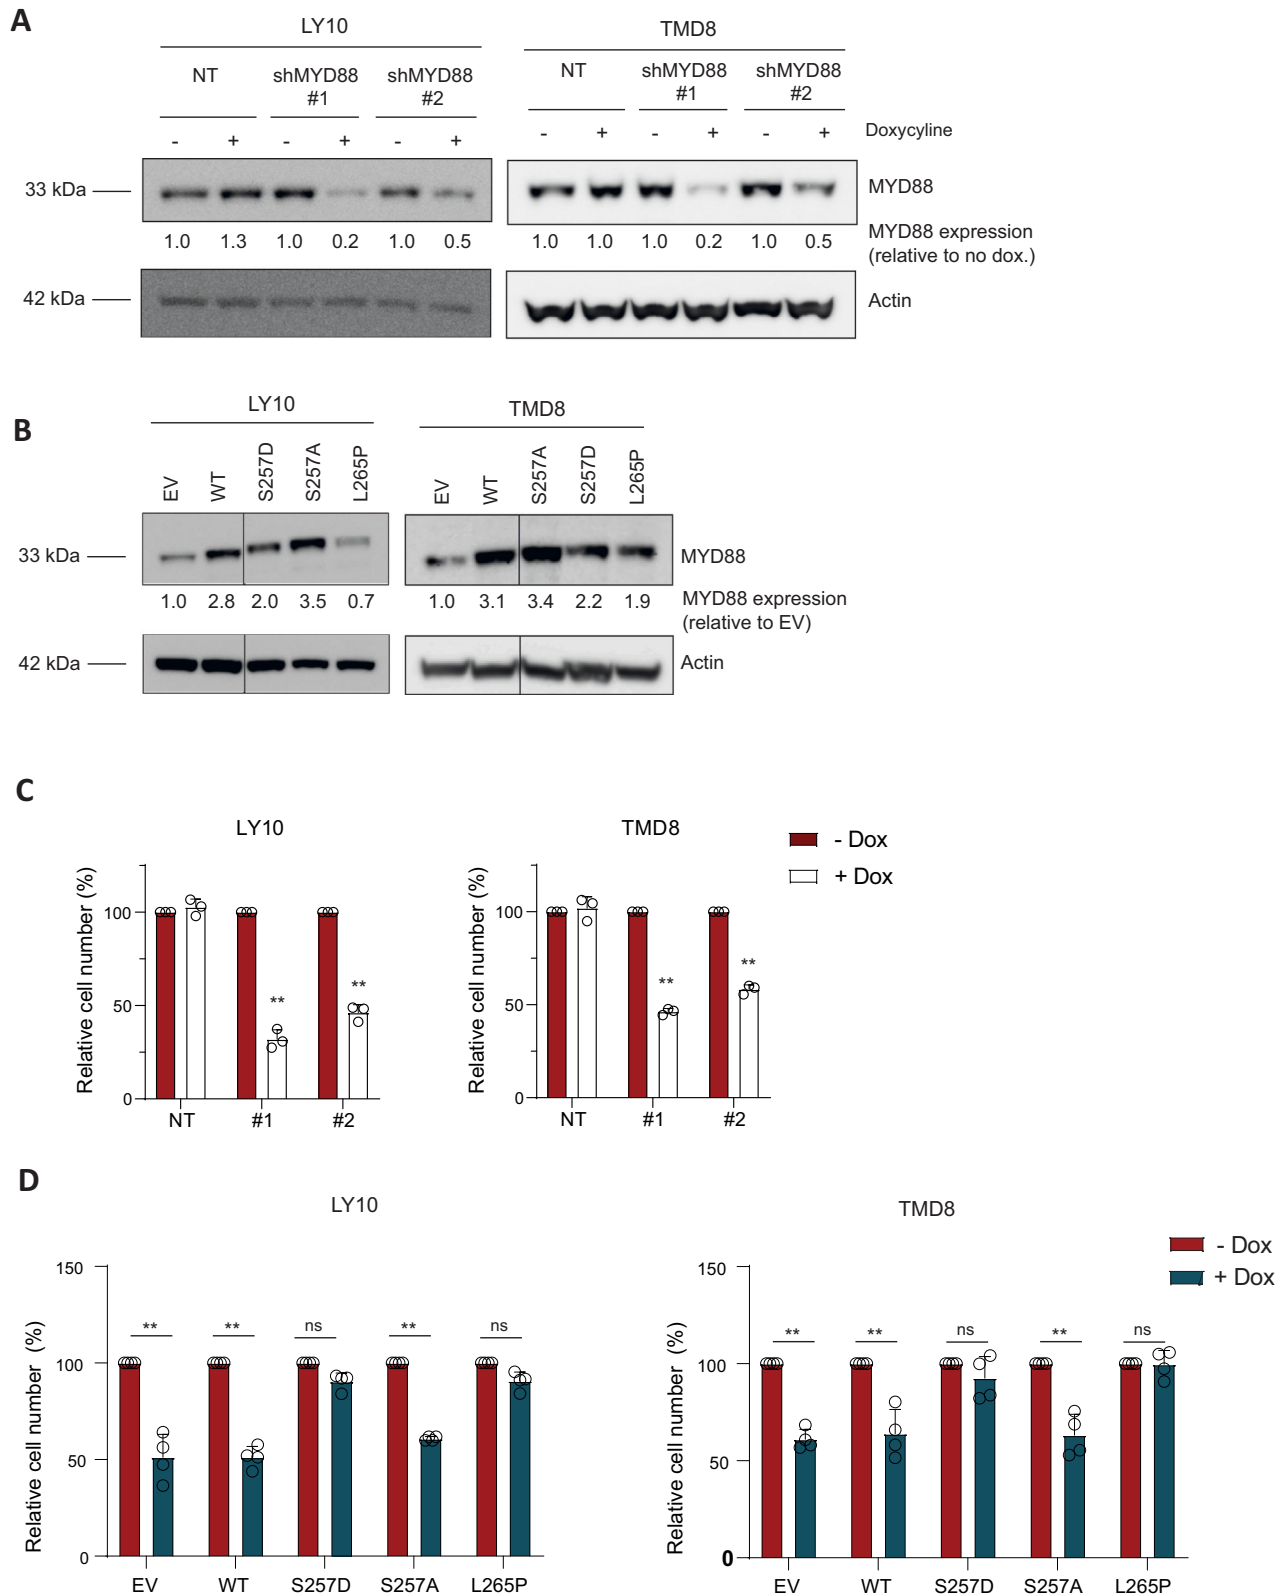 A
LY10
TMD8
NT
shMYD88
#1
shMYD88
#2
NT
shMYD88
#1
shMYD88
#2
- + - + - +
- + - + - +
Doxycyline
33 kDa
MYD88
1.0 1.3 1.0 0.2 1.0 0.5
1.0 1.0 1.0 0.2 1.0 0.5
MYD88 expression
(relative to no dox.)
42 kDa
Actin
B
LY10
TMD8
EV WT S257D S257A L265P
EV WT S257A S257D L265P
33 kDa
MYD88
1.0 2.8 2.0 3.5 0.7
1.0 3.1 3.4 2.2 1.9
MYD88 expression
(relative to EV)
42 kDa
Actin
C
LY10
Relative cell number (%)
100
50
0
** **
NT #1 #2
TMD8
Relative cell number (%)
100
50
0
** **
NT #1 #2
- Dox
+ Dox
D
LY10
Relative cell number (%)
150
100
50
0
** ** ns ** ns
EV WT S257D S257A L265P
TMD8
Relative cell number (%)
150
100
50
0
** ** ns ** ns
EV WT S257D S257A L265P
- Dox
+ Dox